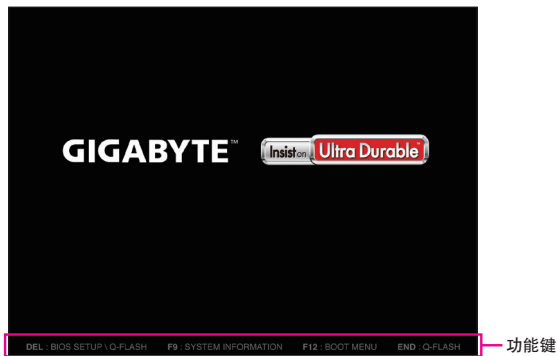 GIGABYTE™
Insist on Ultra Durable™
DEL : BIOS SETUP \ Q-FLASH F9 : SYSTEM INFORMATION F12 : BOOT MENU END : Q-FLASH
功能键